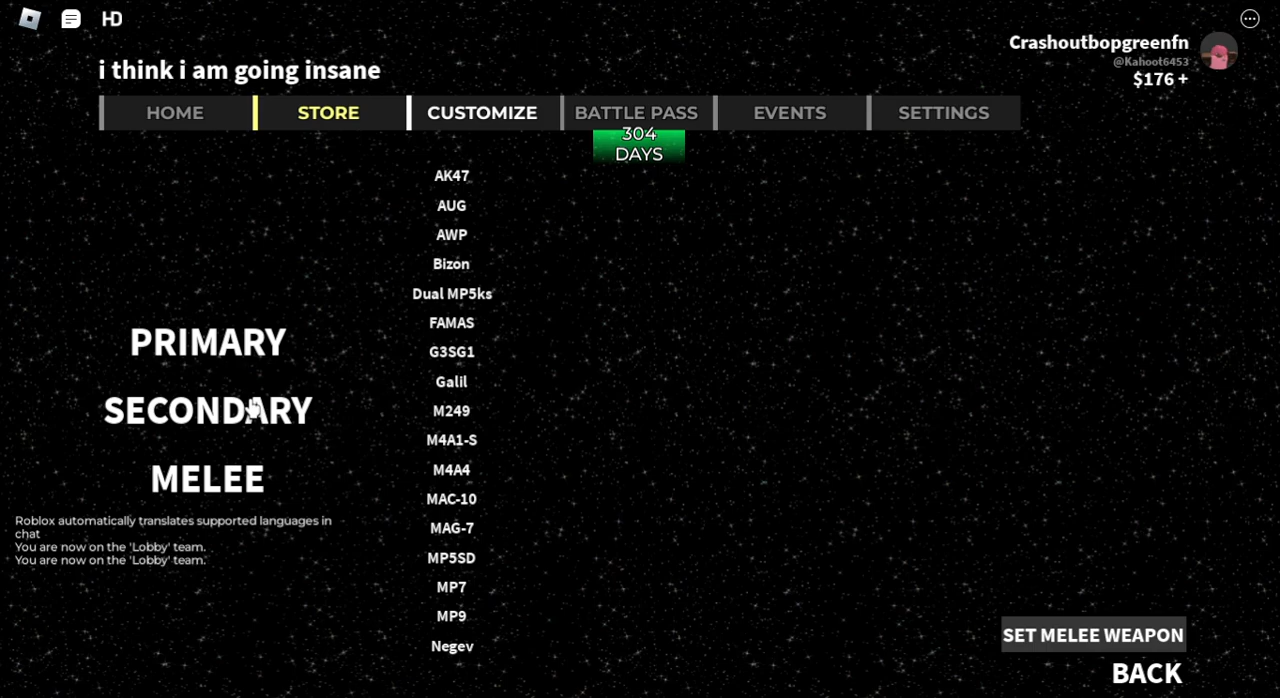 HD
Crashoutbopgreenfn
@Kahoot6453
$176 +
i think i am going insane
HOME
STORE
CUSTOMIZE
BATTLE PASS
EVENTS
SETTINGS
304
DAYS
PRIMARY
SECONDARY
MELEE
AK47
AUG
AWP
Bizon
Dual MP5ks
FAMAS
G3SG1
Galil
M249
M4A1-S
M4A4
MAC-10
MAG-7
MP5SD
MP7
MP9
Negev
Roblox automatically translates supported languages in
chat
You are now on the 'Lobby' team.
You are now on the 'Lobby' team.
SET MELEE WEAPON
BACK